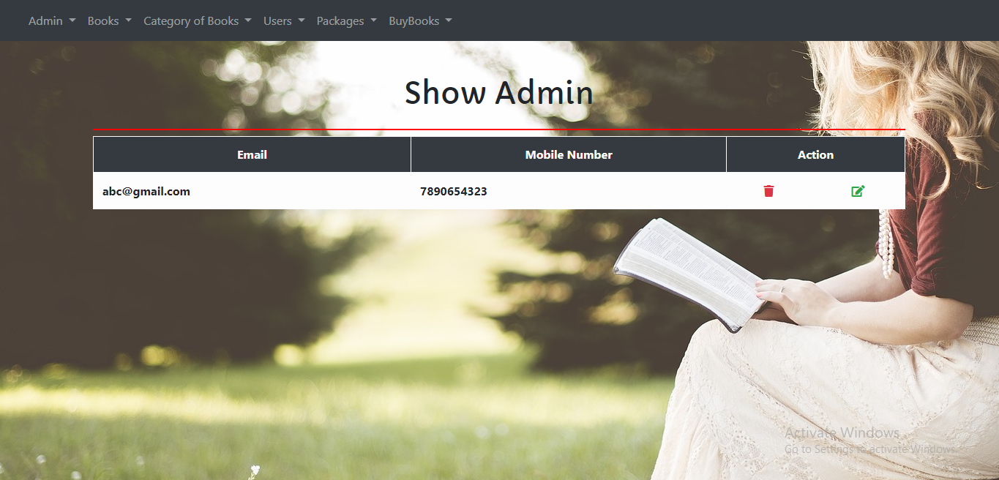 Admin Books Category of Books Users Packages BuyBooks
Show Admin
Email Mobile Number Action
abc@gmail.com 7890654323
Activate Windows
Go to Settings to activate Windows.